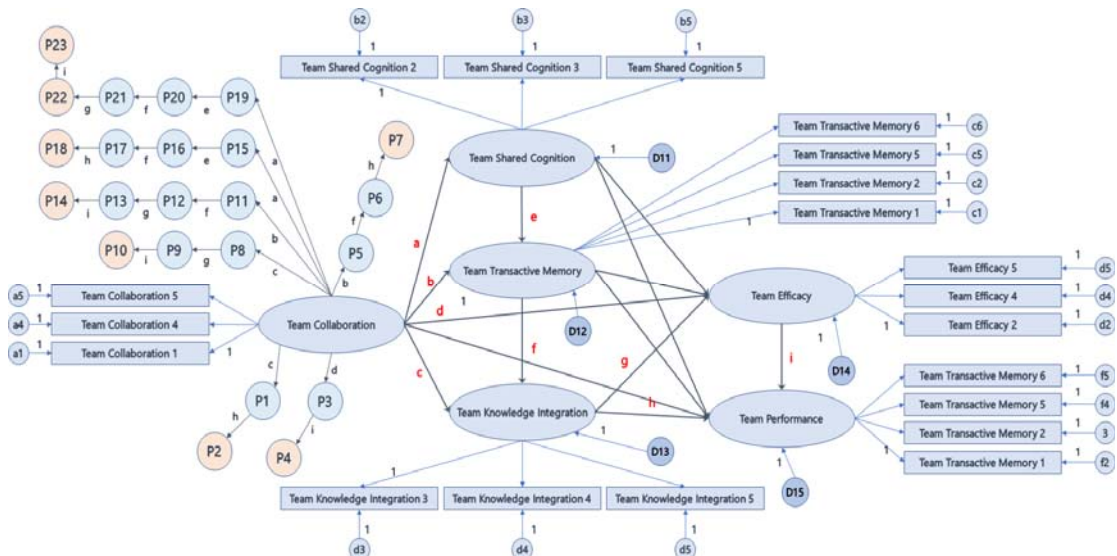 b2
b3
b5
1
1
1
Team Shared Cognition 2
Team Shared Cognition 3
Team Shared Cognition 5
1
P23
i
P22
g
P21
f
P20
e
P19
a
P18
h
P17
f
P16
e
P15
a
P14
i
P13
g
P12
f
P11
b
P10
i
P9
g
P8
c
P7
h
P6
f
P5
b
Team Shared Cognition
1
D11
Team Transactive Memory 6
1
c6
Team Transactive Memory 5
1
c5
Team Transactive Memory 2
1
c2
Team Transactive Memory 1
1
c1
1
a
e
b
Team Transactive Memory
1
D12
d
f
c
g
h
i
a5
1
Team Collaboration 5
a4
1
Team Collaboration 4
a1
1
Team Collaboration 1
1
Team Collaboration
c
P1
h
P2
d
P3
i
P4
Team Efficacy
Team Efficacy 5
1
d5
Team Efficacy 4
1
d4
Team Efficacy 2
1
d2
1
1
D14
Team Knowledge Integration
1
D13
Team Performance
1
D15
Team Transactive Memory 6
1
f5
Team Transactive Memory 5
1
f4
Team Transactive Memory 2
1
3
Team Transactive Memory 1
1
f2
1
1
Team Knowledge Integration 3
Team Knowledge Integration 4
Team Knowledge Integration 5
1
1
1
d3
d4
d5